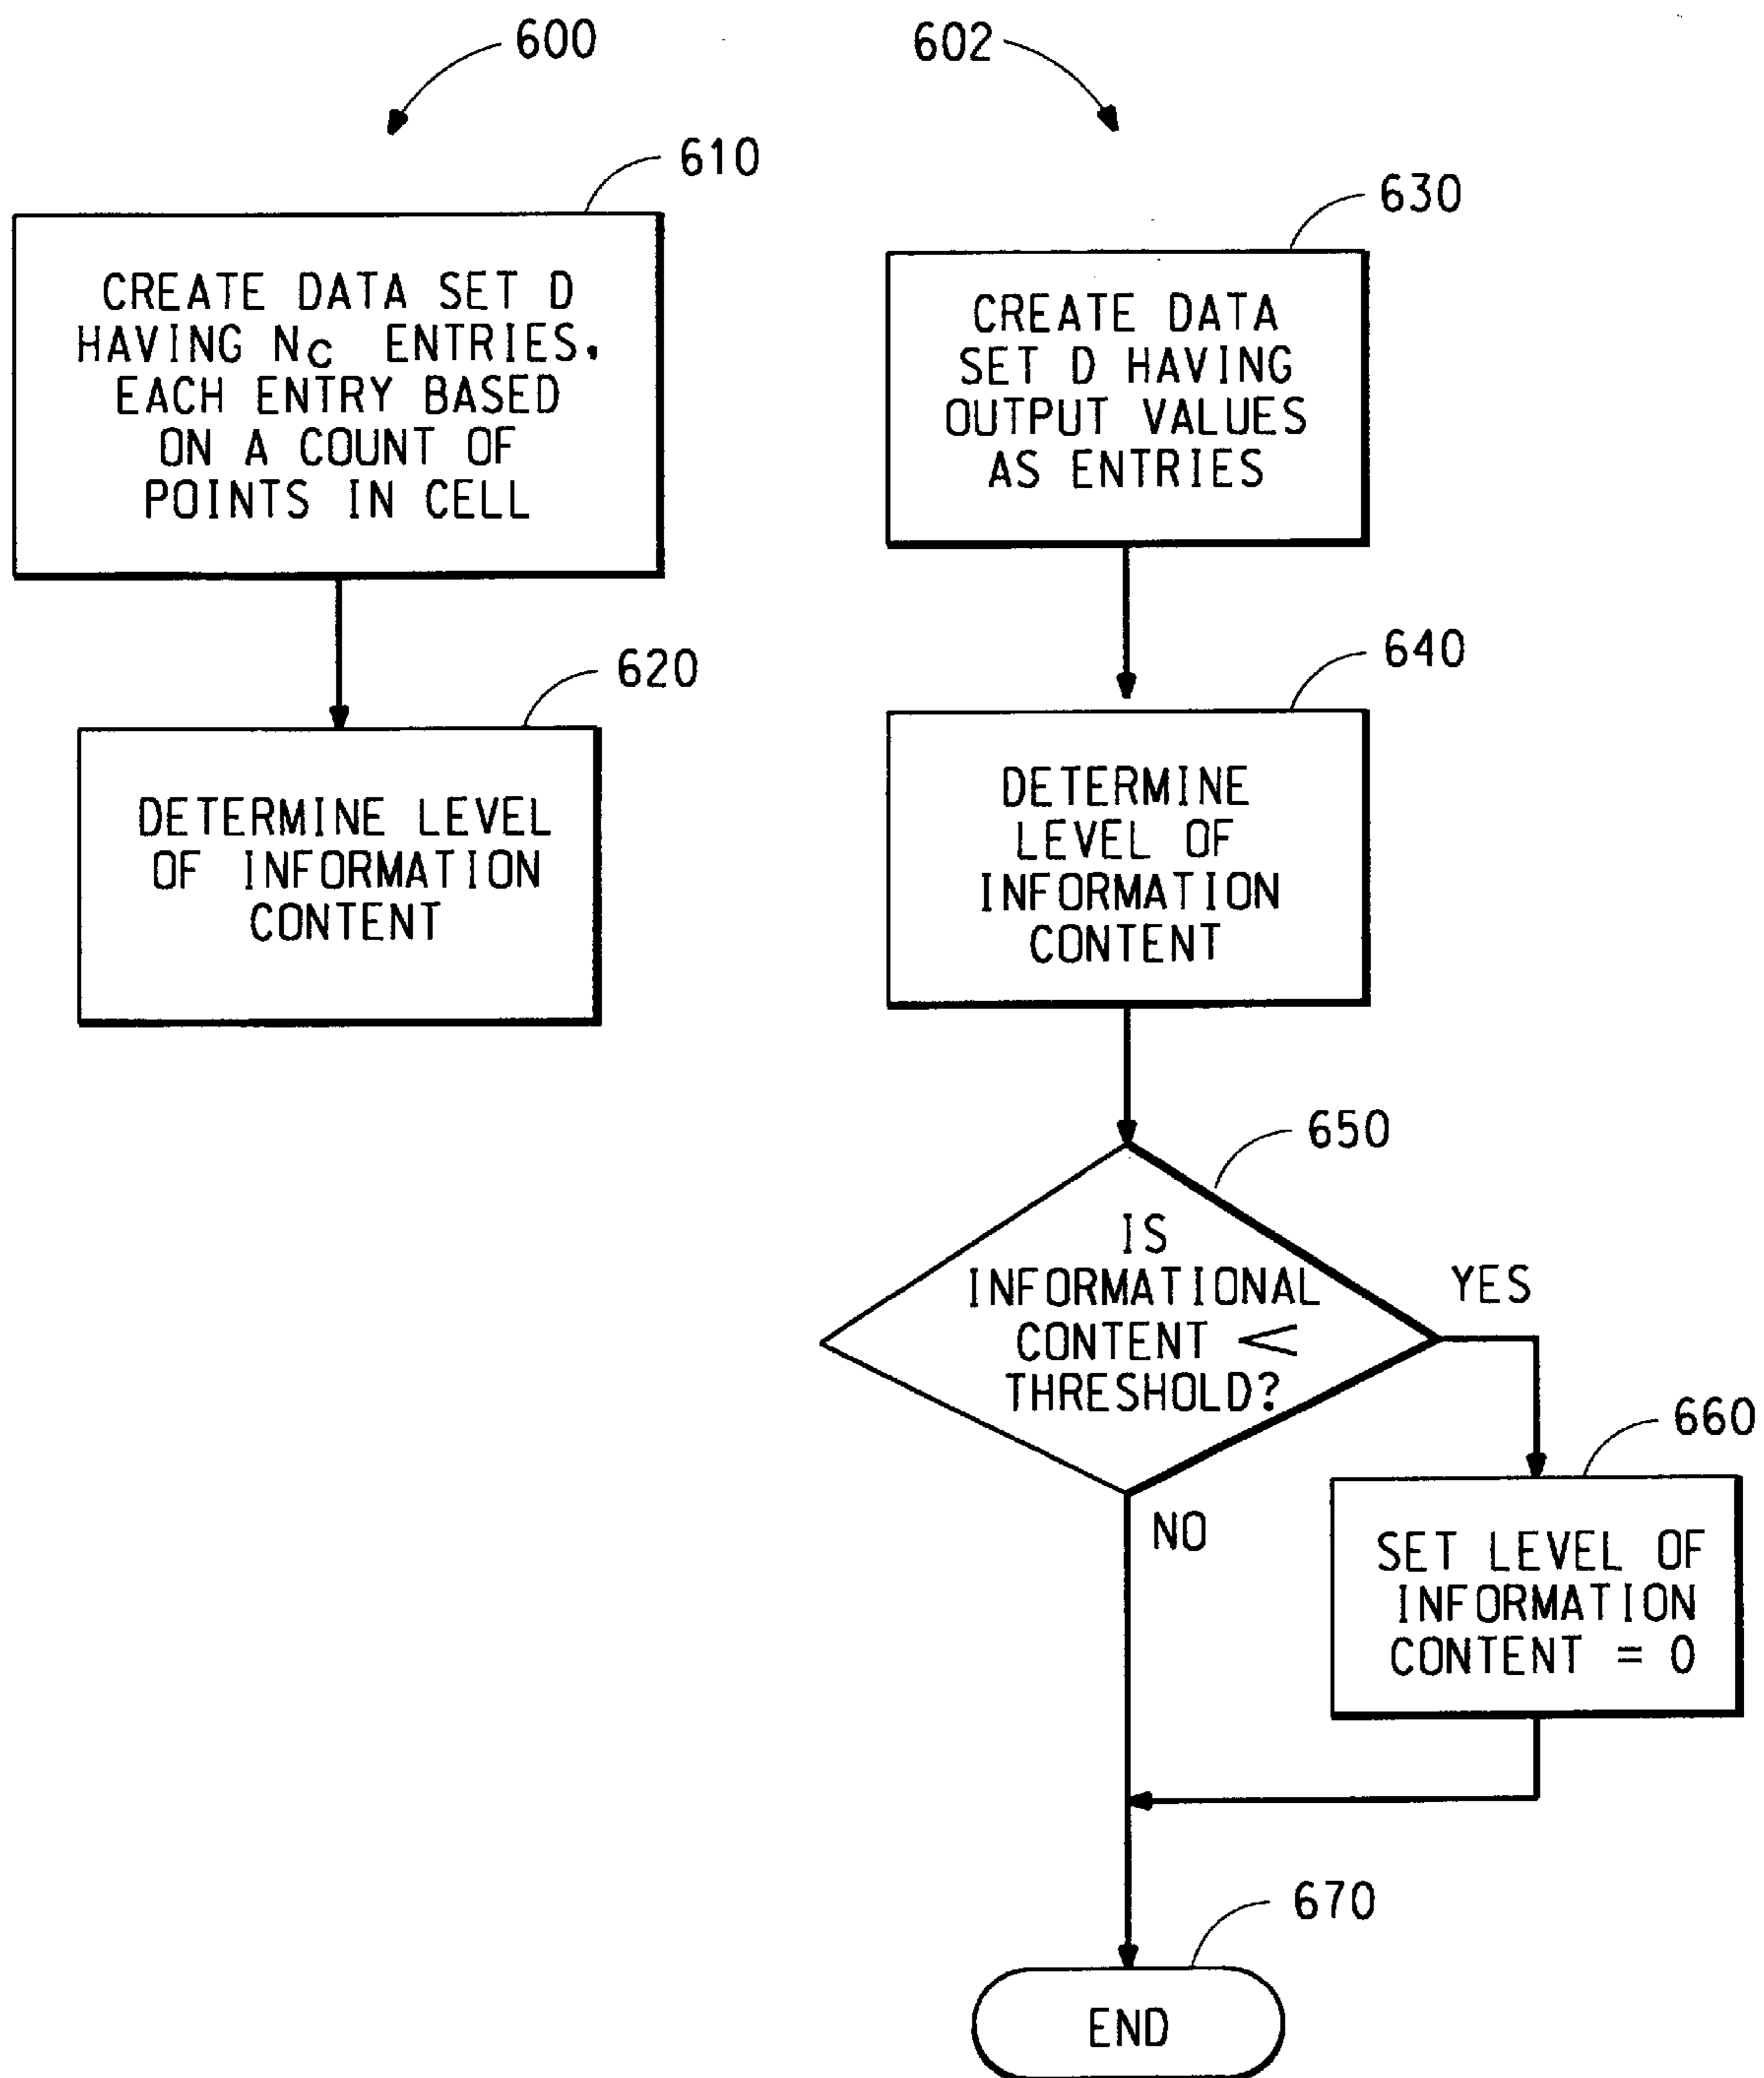 600
610
CREATE DATA SET D
HAVING Nc ENTRIES,
EACH ENTRY BASED
ON A COUNT OF
POINTS IN CELL
620
DETERMINE LEVEL
OF INFORMATION
CONTENT
602
630
CREATE DATA
SET D HAVING
OUTPUT VALUES
AS ENTRIES
640
DETERMINE
LEVEL OF
INFORMATION
CONTENT
650
IS
INFORMATIONAL
CONTENT <
THRESHOLD?
YES
NO
660
SET LEVEL OF
INFORMATION
CONTENT = 0
670
END